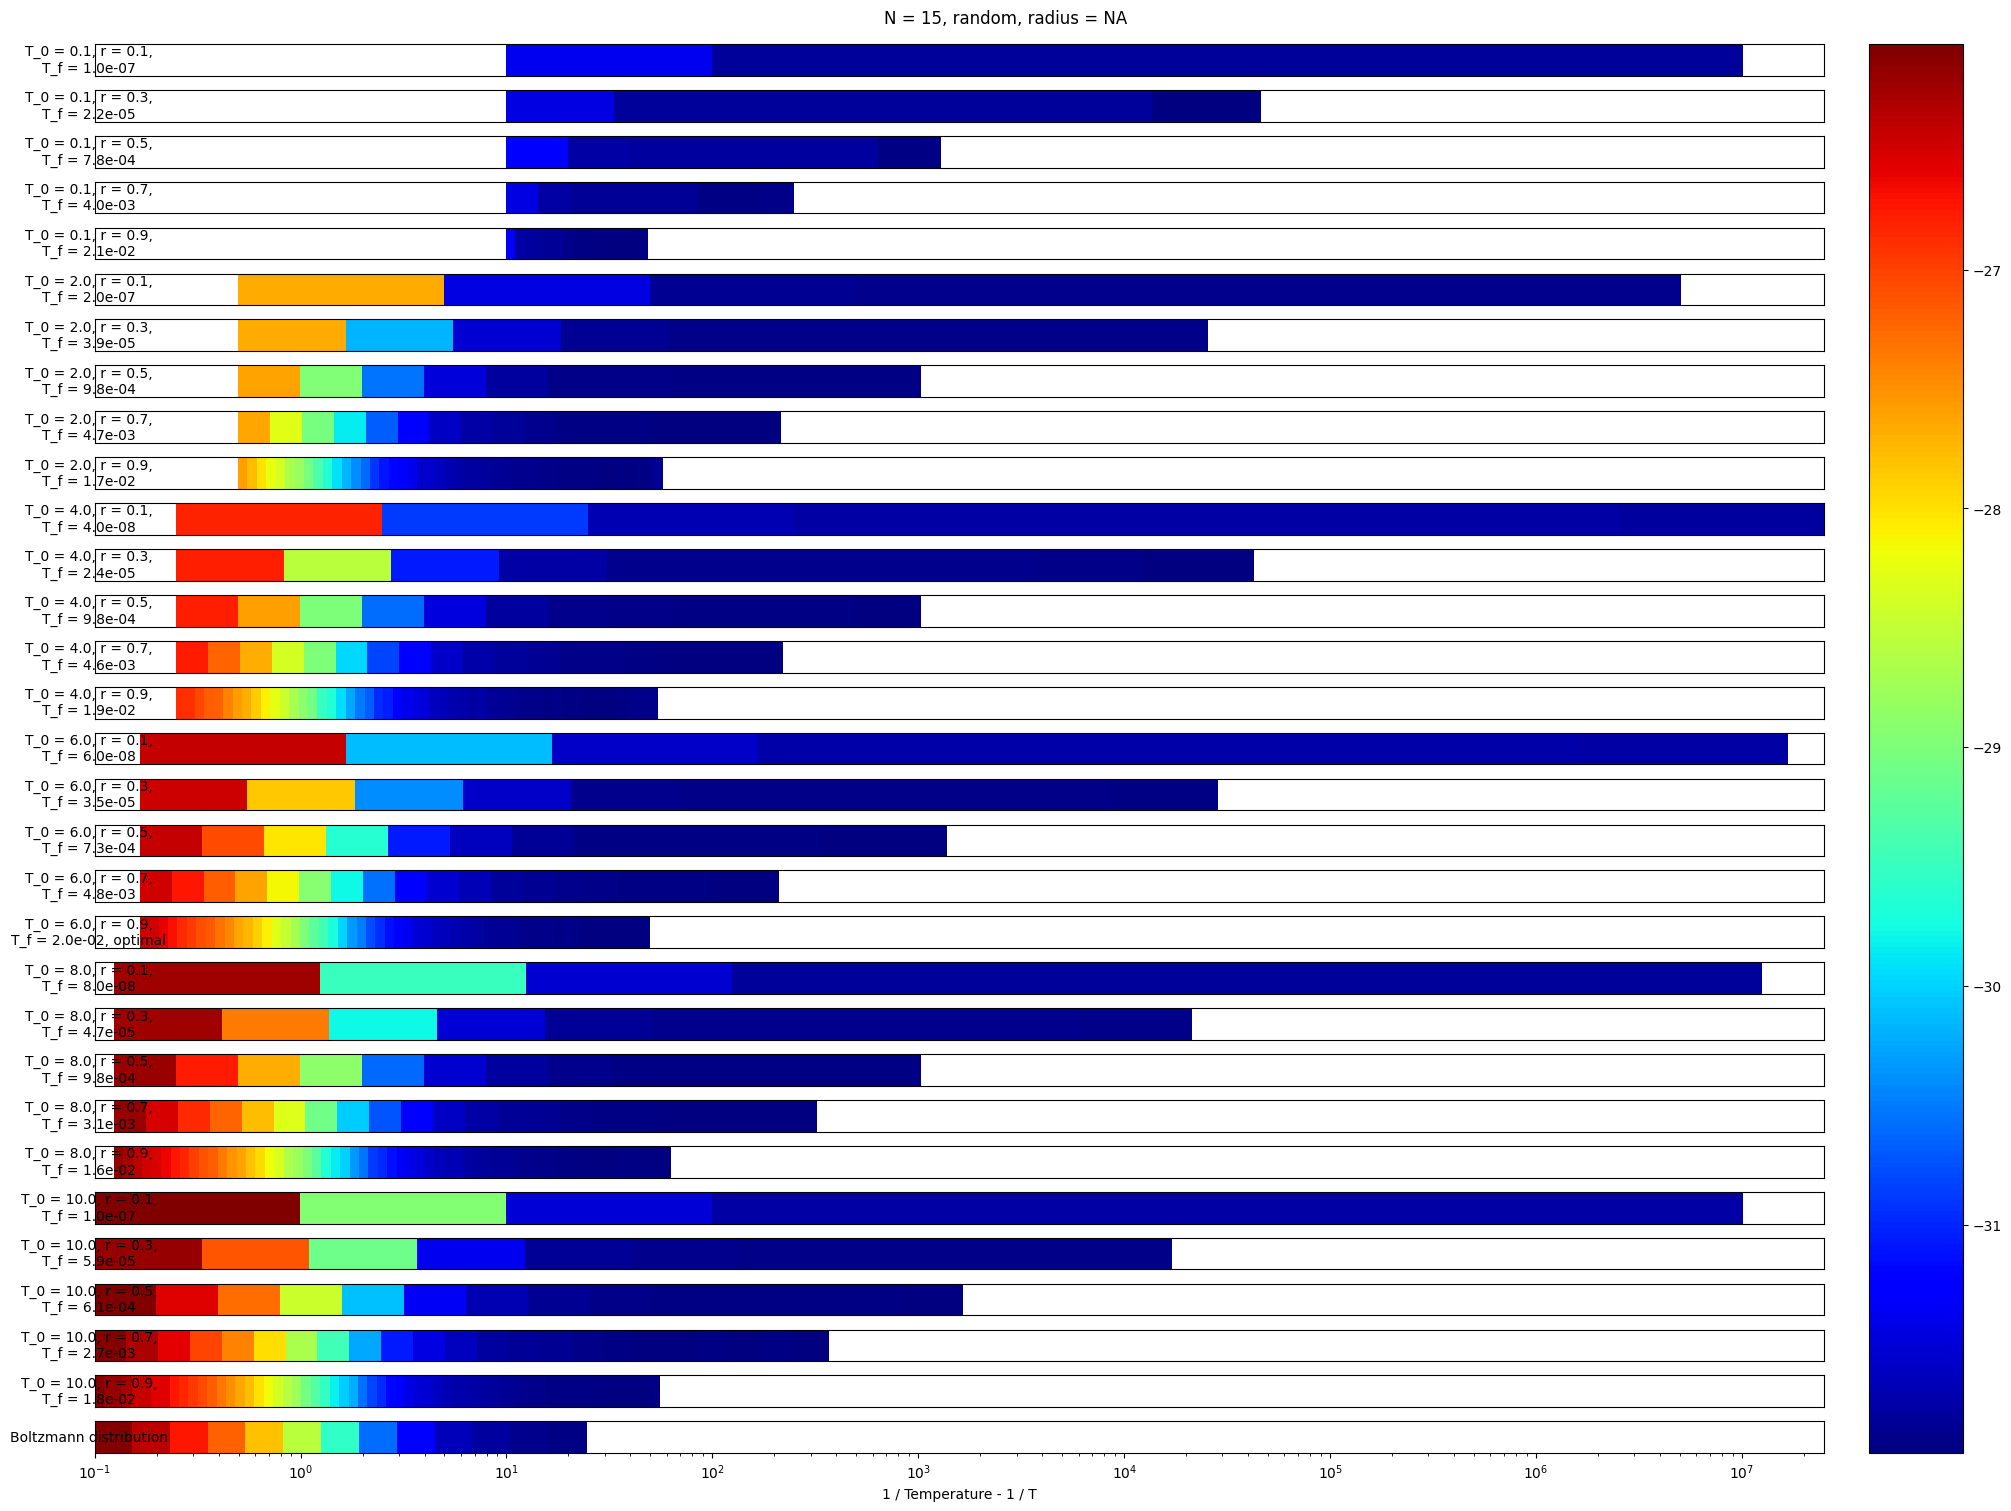 N = 15, random, radius = NA
T_0 = 0.1, r = 0.1,
T_f = 1.0e-07
T_0 = 0.1, r = 0.3,
T_f = 2.2e-05
T_0 = 0.1, r = 0.5,
T_f = 7.8e-04
T_0 = 0.1, r = 0.7,
T_f = 4.0e-03
T_0 = 0.1, r = 0.9,
T_f = 2.1e-02
T_0 = 2.0, r = 0.1,
T_f = 2.0e-07
T_0 = 2.0, r = 0.3,
T_f = 3.9e-05
T_0 = 2.0, r = 0.5,
T_f = 9.8e-04
T_0 = 2.0, r = 0.7,
T_f = 4.7e-03
T_0 = 2.0, r = 0.9,
T_f = 1.7e-02
T_0 = 4.0, r = 0.1,
T_f = 4.0e-08
T_0 = 4.0, r = 0.3,
T_f = 2.4e-05
T_0 = 4.0, r = 0.5,
T_f = 9.8e-04
T_0 = 4.0, r = 0.7,
T_f = 4.6e-03
T_0 = 4.0, r = 0.9,
T_f = 1.9e-02
T_0 = 6.0, r = 0.1,
T_f = 6.0e-08
T_0 = 6.0, r = 0.3,
T_f = 3.5e-05
T_0 = 6.0, r = 0.5,
T_f = 7.3e-04
T_0 = 6.0, r = 0.7,
T_f = 4.8e-03
T_0 = 6.0, r = 0.9,
T_f = 2.0e-02, optimal
T_0 = 8.0, r = 0.1,
T_f = 8.0e-08
T_0 = 8.0, r = 0.3,
T_f = 4.7e-05
T_0 = 8.0, r = 0.5,
T_f = 9.8e-04
T_0 = 8.0, r = 0.7,
T_f = 3.1e-03
T_0 = 8.0, r = 0.9,
T_f = 1.6e-02
T_0 = 10.0, r = 0.1,
T_f = 1.0e-07
T_0 = 10.0, r = 0.3,
T_f = 5.9e-05
T_0 = 10.0, r = 0.5,
T_f = 6.1e-04
T_0 = 10.0, r = 0.7,
T_f = 2.7e-03
T_0 = 10.0, r = 0.9,
T_f = 1.8e-02
Boltzmann distribution
10⁻¹ 10⁰ 10¹ 10² 10³ 10⁴ 10⁵ 10⁶ 10⁷
1 / Temperature - 1 / T
−27
−28
−29
−30
−31